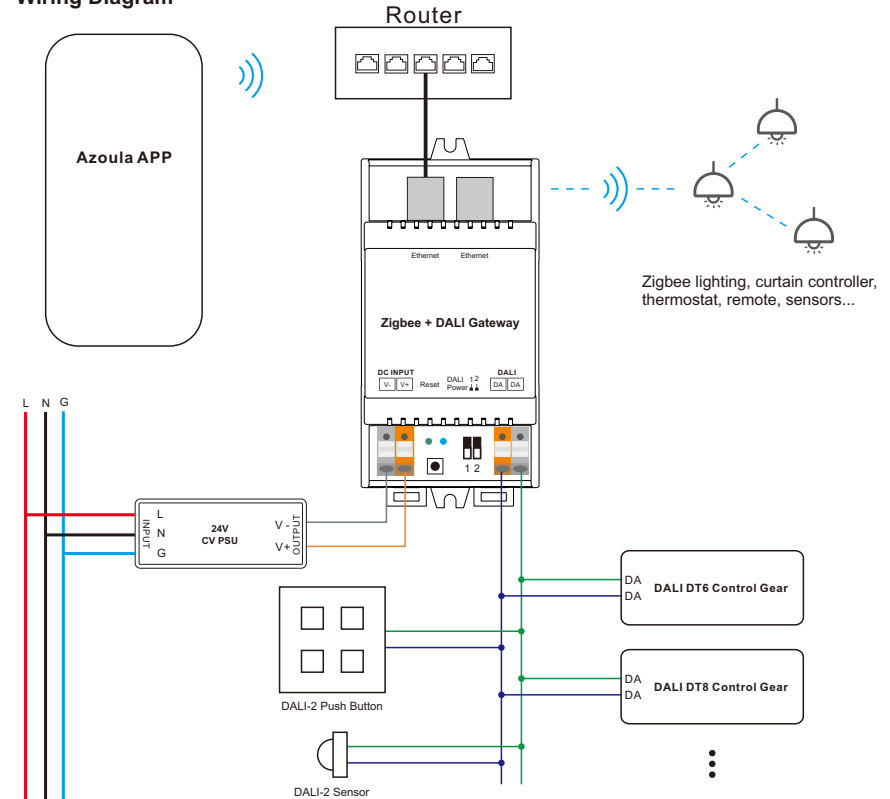 Wiring Diagram
Router
Azoula APP
Ethernet Ethernet
Zigbee lighting, curtain controller,
thermostat, remote, sensors...
Zigbee + DALI Gateway
DC INPUT
V- V+
Reset
DALI
Power
1 2
DALI
DA DA
1 2
L N G
INPUT
L
N
G
24V
CV PSU
V -
V+
OUTPUT
DA
DA
DALI DT6 Control Gear
DALI-2 Push Button
DA
DA
DALI DT8 Control Gear
DALI-2 Sensor